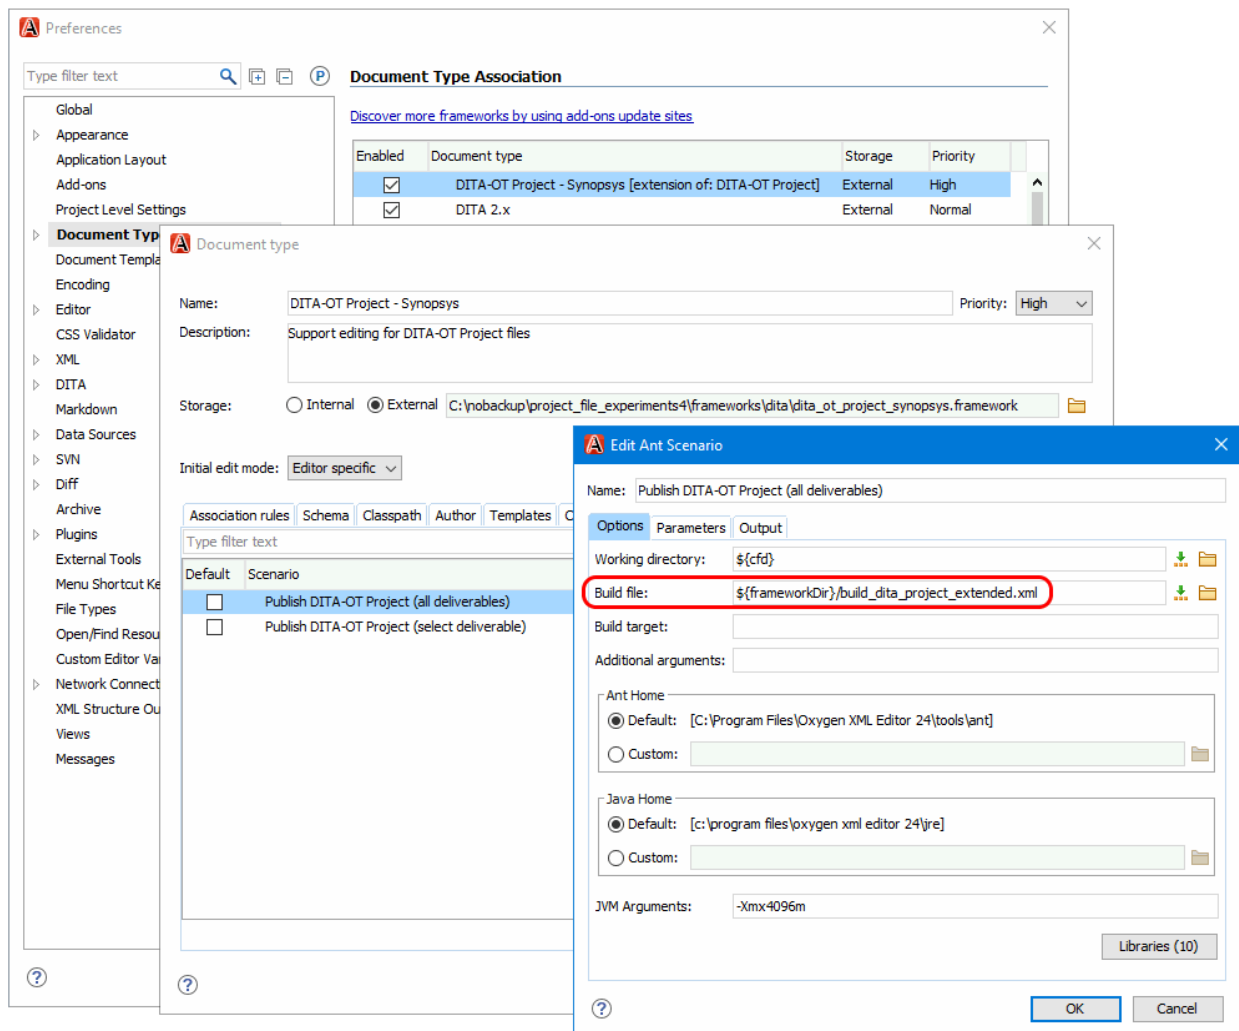 Preferences
Type filter text
P
Document Type Association
Discover more frameworks by using add-ons update sites
Enabled Document type Storage Priority
DITA-OT Project - Synopsys [extension of: DITA-OT Project] External High
DITA 2.x External Normal
Global
Appearance
Application Layout
Add-ons
Project Level Settings
Document Typ
Document Templa
Encoding
Editor
CSS Validator
XML
DITA
Markdown
Data Sources
SVN
Diff
Archive
Plugins
External Tools
Menu Shortcut Ke
File Types
Open/Find Resou
Custom Editor Va
Network Connect
XML Structure Ou
Views
Messages
?
Document type
Name: DITA-OT Project - Synopsys Priority: High
Description: Support editing for DITA-OT Project files
Storage: Internal External C:\nobackup\project_file_experiments4\frameworks\dita\dita_ot_project_synopsys.framework
Initial edit mode: Editor specific
Association rules Schema Classpath Author Templates C
Type filter text
Default Scenario
Publish DITA-OT Project (all deliverables)
Publish DITA-OT Project (select deliverable)
?
Edit Ant Scenario
Name: Publish DITA-OT Project (all deliverables)
Options Parameters Output
Working directory: ${cfd}
Build file: ${frameworkDir}/build_dita_project_extended.xml
Build target:
Additional arguments:
Ant Home
Default: [C:\Program Files\Oxygen XML Editor 24\tools\ant]
Custom:
Java Home
Default: [c:\program files\oxygen xml editor 24\jre]
Custom:
JVM Arguments: -Xmx4096m
Libraries (10)
?
OK Cancel